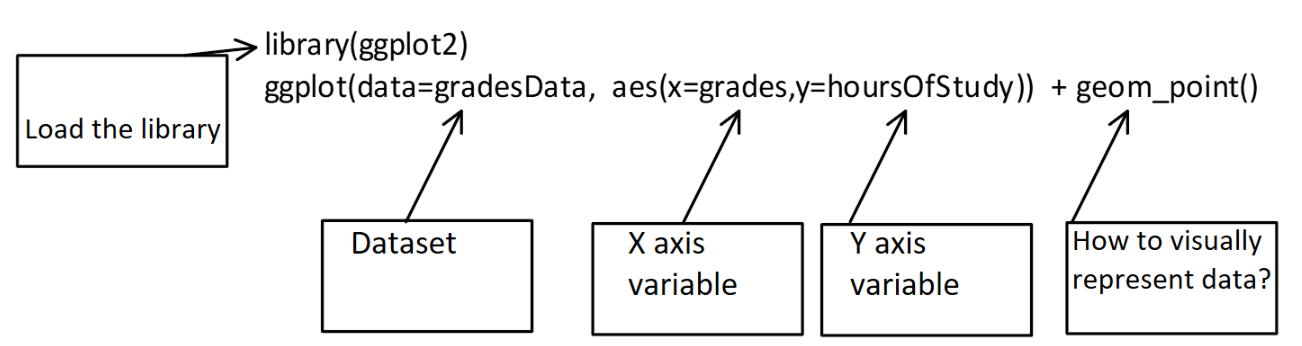 library(ggplot2)
ggplot(data=gradesData, aes(x=grades,y=hoursOfStudy)) + geom_point()
Load the library
Dataset
X axis
variable
Y axis
variable
How to visually
represent data?